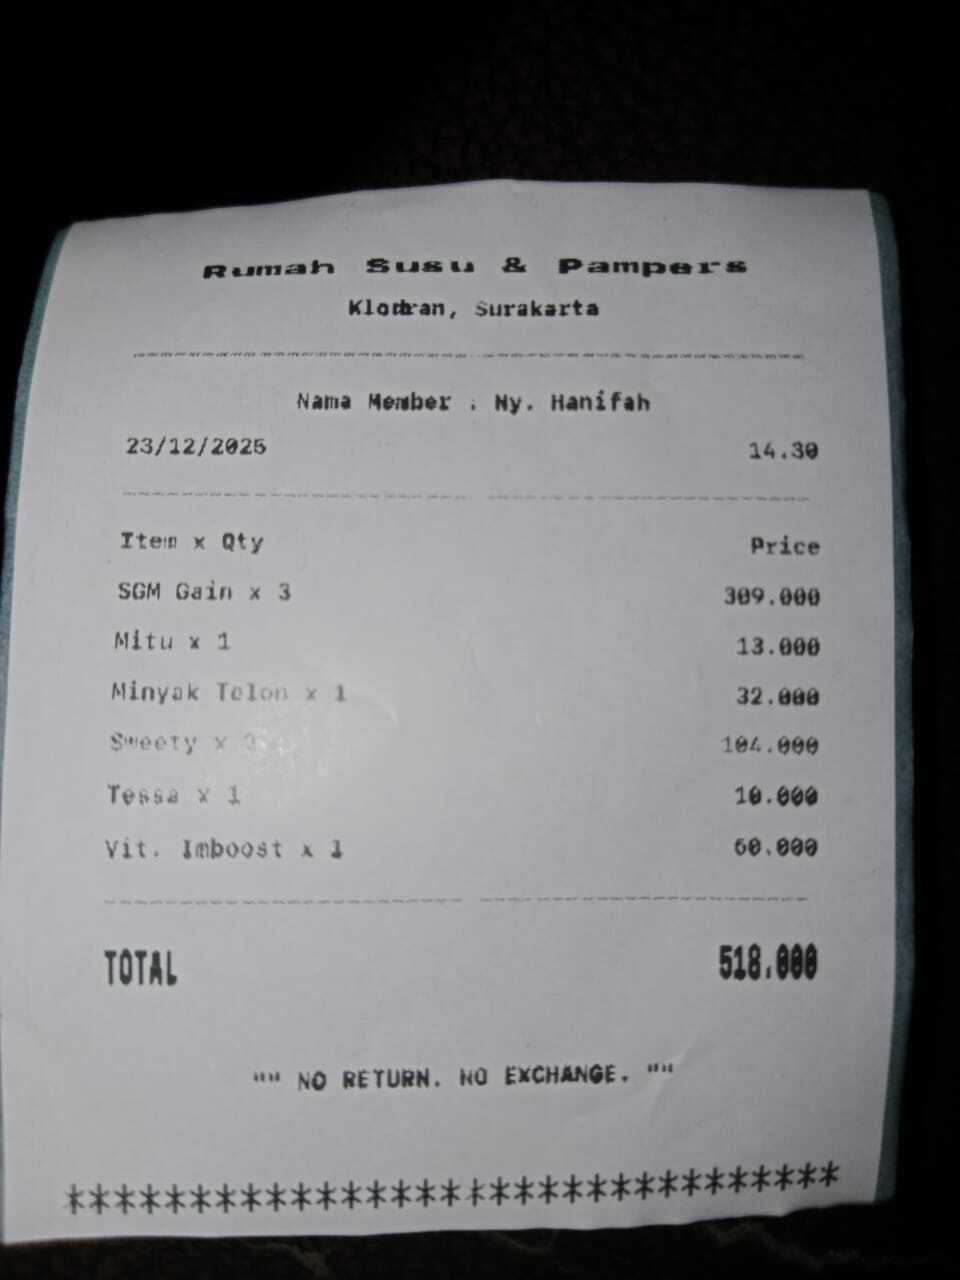 Rumah Susu & Pampers
Klodran, Surakarta
Nama Member : Ny. Hanifah
23/12/2025 14.30
Item x Qty Price
SGM Gain x 3 309.000
Mitu x 1 13.000
Minyak Telon x 1 32.000
Sweety x 104.000
Tessa x 1 10.000
Vit. Imboost x 1 60.000
TOTAL 518.000
"" NO RETURN. NO EXCHANGE. ""
*******************************